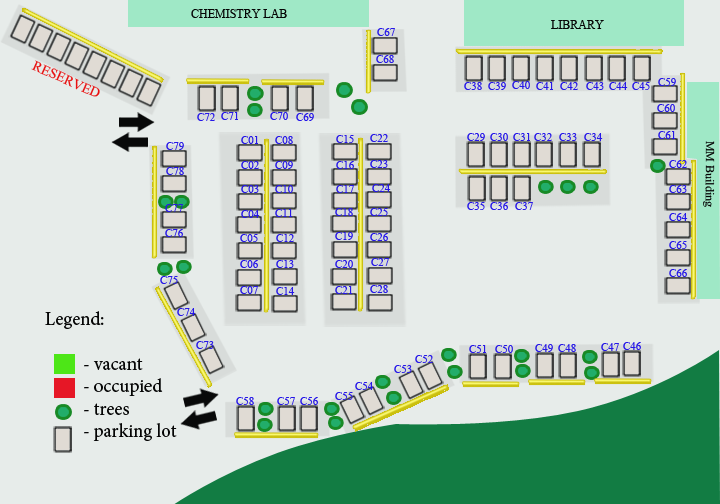 CHEMISTRY LAB
LIBRARY
RESERVED
MM Building
C67
C68
C72 C71 C70 C69
C38 C39 C40 C41 C42 C43 C44 C45
C59
C60
C61
C62
C63
C64
C65
C66
C29 C30 C31 C32 C33 C34
C35 C36 C37
C79
C78
C77
C76
C75
C74
C73
C01 C08
C02 C09
C03 C10
C04 C11
C05 C12
C06 C13
C07 C14
C15 C22
C16 C23
C17 C24
C18 C25
C19 C26
C20 C27
C21 C28
C58 C57 C56
C55 C54 C53 C52
C51 C50 C49 C48 C47 C46
Legend:
- vacant
- occupied
- trees
- parking lot